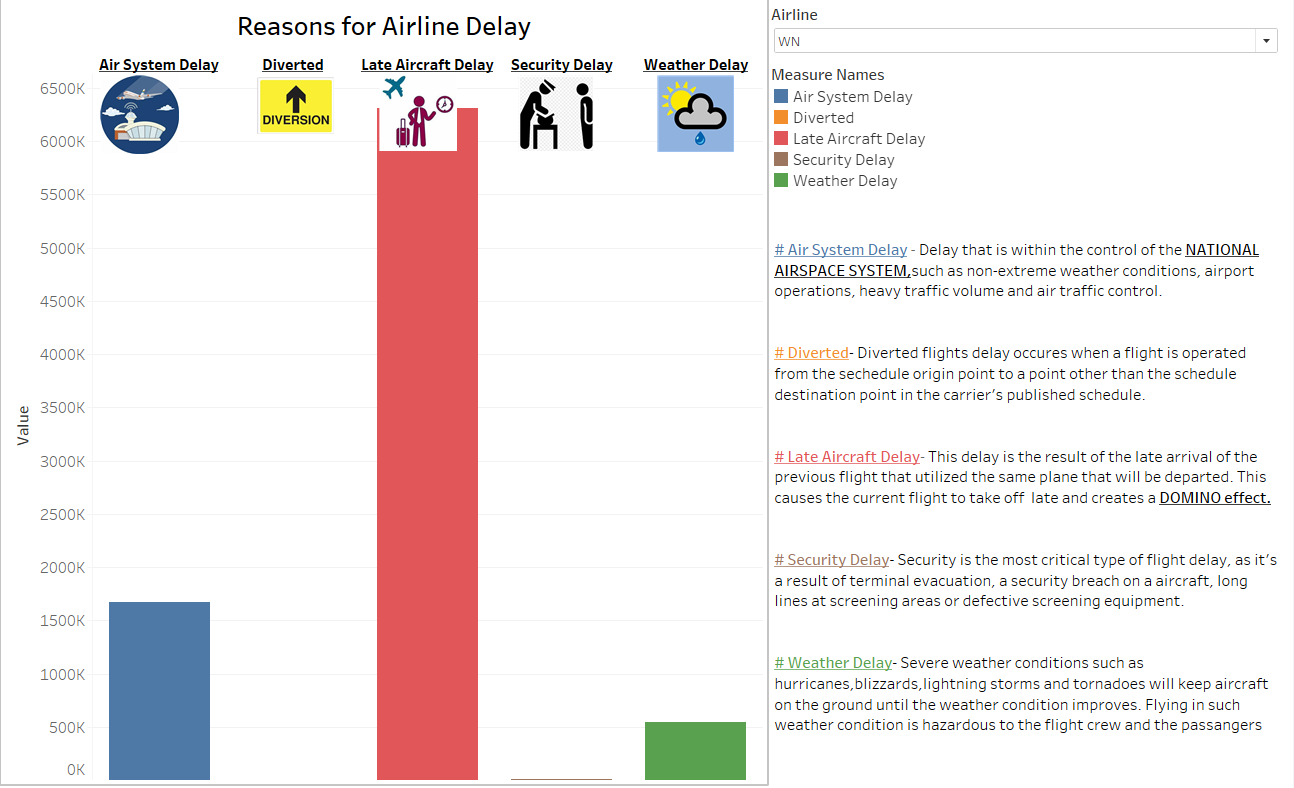 Reasons for Airline Delay
Air System Delay
Diverted
Late Aircraft Delay
Security Delay
Weather Delay
DIVERSION
6500K
6000K
5500K
5000K
4500K
4000K
3500K
3000K
2500K
2000K
1500K
1000K
500K
0K
Value
Airline
WN
Measure Names
Air System Delay
Diverted
Late Aircraft Delay
Security Delay
Weather Delay
# Air System Delay - Delay that is within the control of the NATIONAL
AIRSPACE SYSTEM,such as non-extreme weather conditions, airport
operations, heavy traffic volume and air traffic control.
# Diverted- Diverted flights delay occures when a flight is operated
from the sechedule origin point to a point other than the schedule
destination point in the carrier's published schedule.
# Late Aircraft Delay- This delay is the result of the late arrival of the
previous flight that utilized the same plane that will be departed. This
causes the current flight to take off  late and creates a DOMINO effect.
# Security Delay- Security is the most critical type of flight delay, as it's
a result of terminal evacuation, a security breach on a aircraft, long
lines at screening areas or defective screening equipment.
# Weather Delay- Severe weather conditions such as
hurricanes,blizzards,lightning storms and tornadoes will keep aircraft
on the ground until the weather condition improves. Flying in such
weather condition is hazardous to the flight crew and the passangers